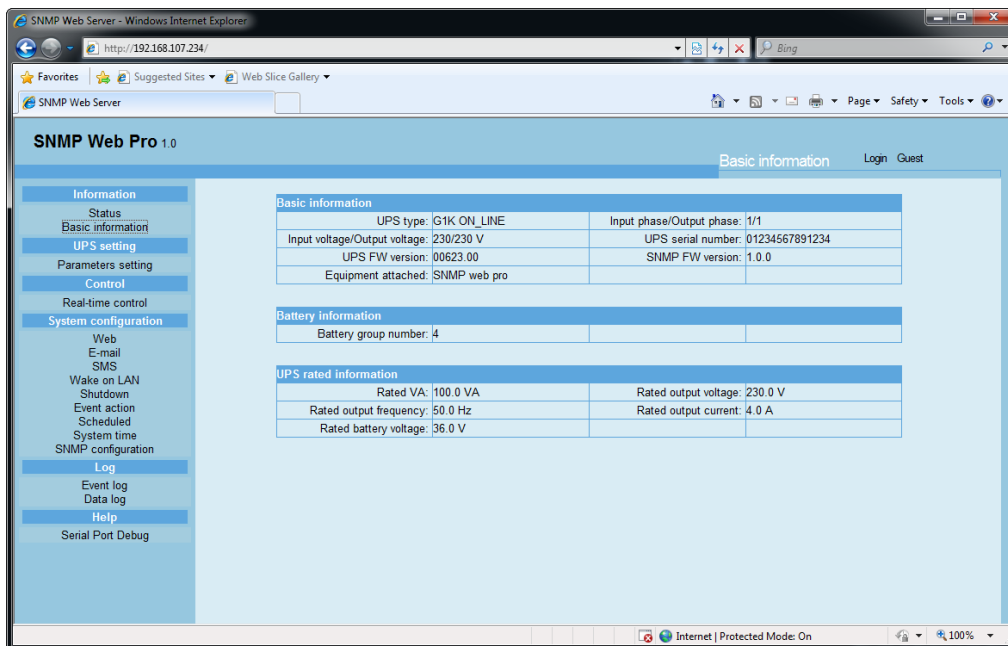 SNMP Web Server - Windows Internet Explorer
http://192.168.107.234/
Bing
Favorites Suggested Sites Web Slice Gallery
SNMP Web Server
Page Safety Tools
SNMP Web Pro 1.0
Basic information Login Guest
Information
Status
Basic information
UPS setting
Parameters setting
Control
Real-time control
System configuration
Web
E-mail
SMS
Wake on LAN
Shutdown
Event action
Scheduled
System time
SNMP configuration
Log
Event log
Data log
Help
Serial Port Debug
Basic information
UPS type: G1K ON_LINE Input phase/Output phase: 1/1
Input voltage/Output voltage: 230/230 V UPS serial number: 01234567891234
UPS FW version: 00623.00 SNMP FW version: 1.0.0
Equipment attached: SNMP web pro
Battery information
Battery group number: 4
UPS rated information
Rated VA: 100.0 VA Rated output voltage: 230.0 V
Rated output frequency: 50.0 Hz Rated output current: 4.0 A
Rated battery voltage: 36.0 V
Internet | Protected Mode: On 100%